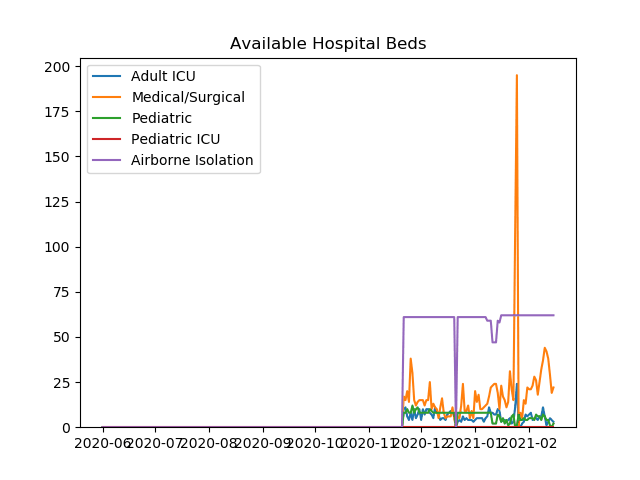 Available Hospital Beds
200
175
150
125
100
75
50
25
0
Adult ICU
Medical/Surgical
Pediatric
Pediatric ICU
Airborne Isolation
2020-06 2020-07 2020-08 2020-09 2020-10 2020-11 2020-12 2021-01 2021-02